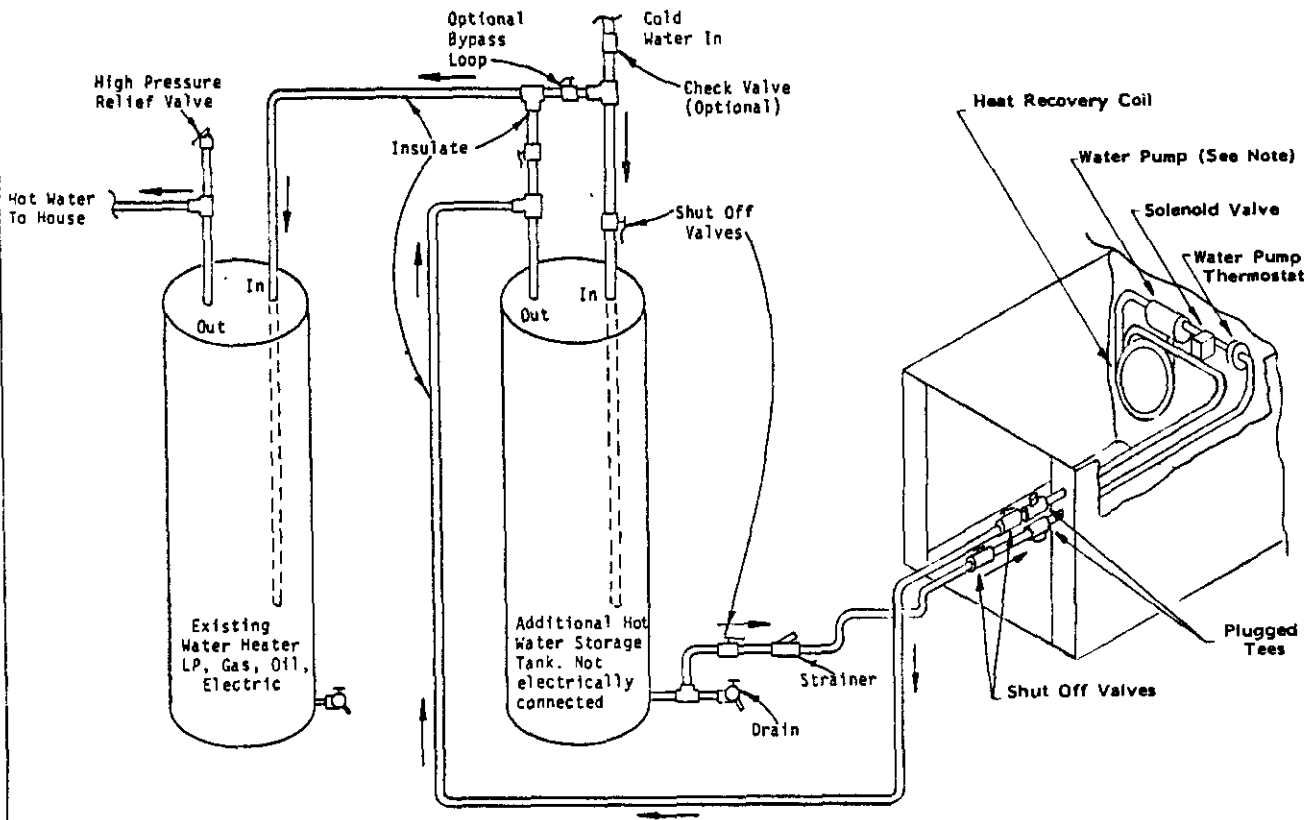 Optional
Bypass
Loop
Cold
Water In
High Pressure
Relief Valve
Check Valve
(Optional)
Heat Recovery Coil
Insulate
Water Pump (See Note)
Hot Water
To House
Shut Off
Valves
Solenoid Valve
Water Pump
Thermostat
In
Out
In
Out
Existing
Water Heater
LP, Gas, Oil,
Electric
Additional Hot
Water Storage
Tank. Not
electrically
connected
Strainer
Drain
Plugged
Tees
Shut Off Valves